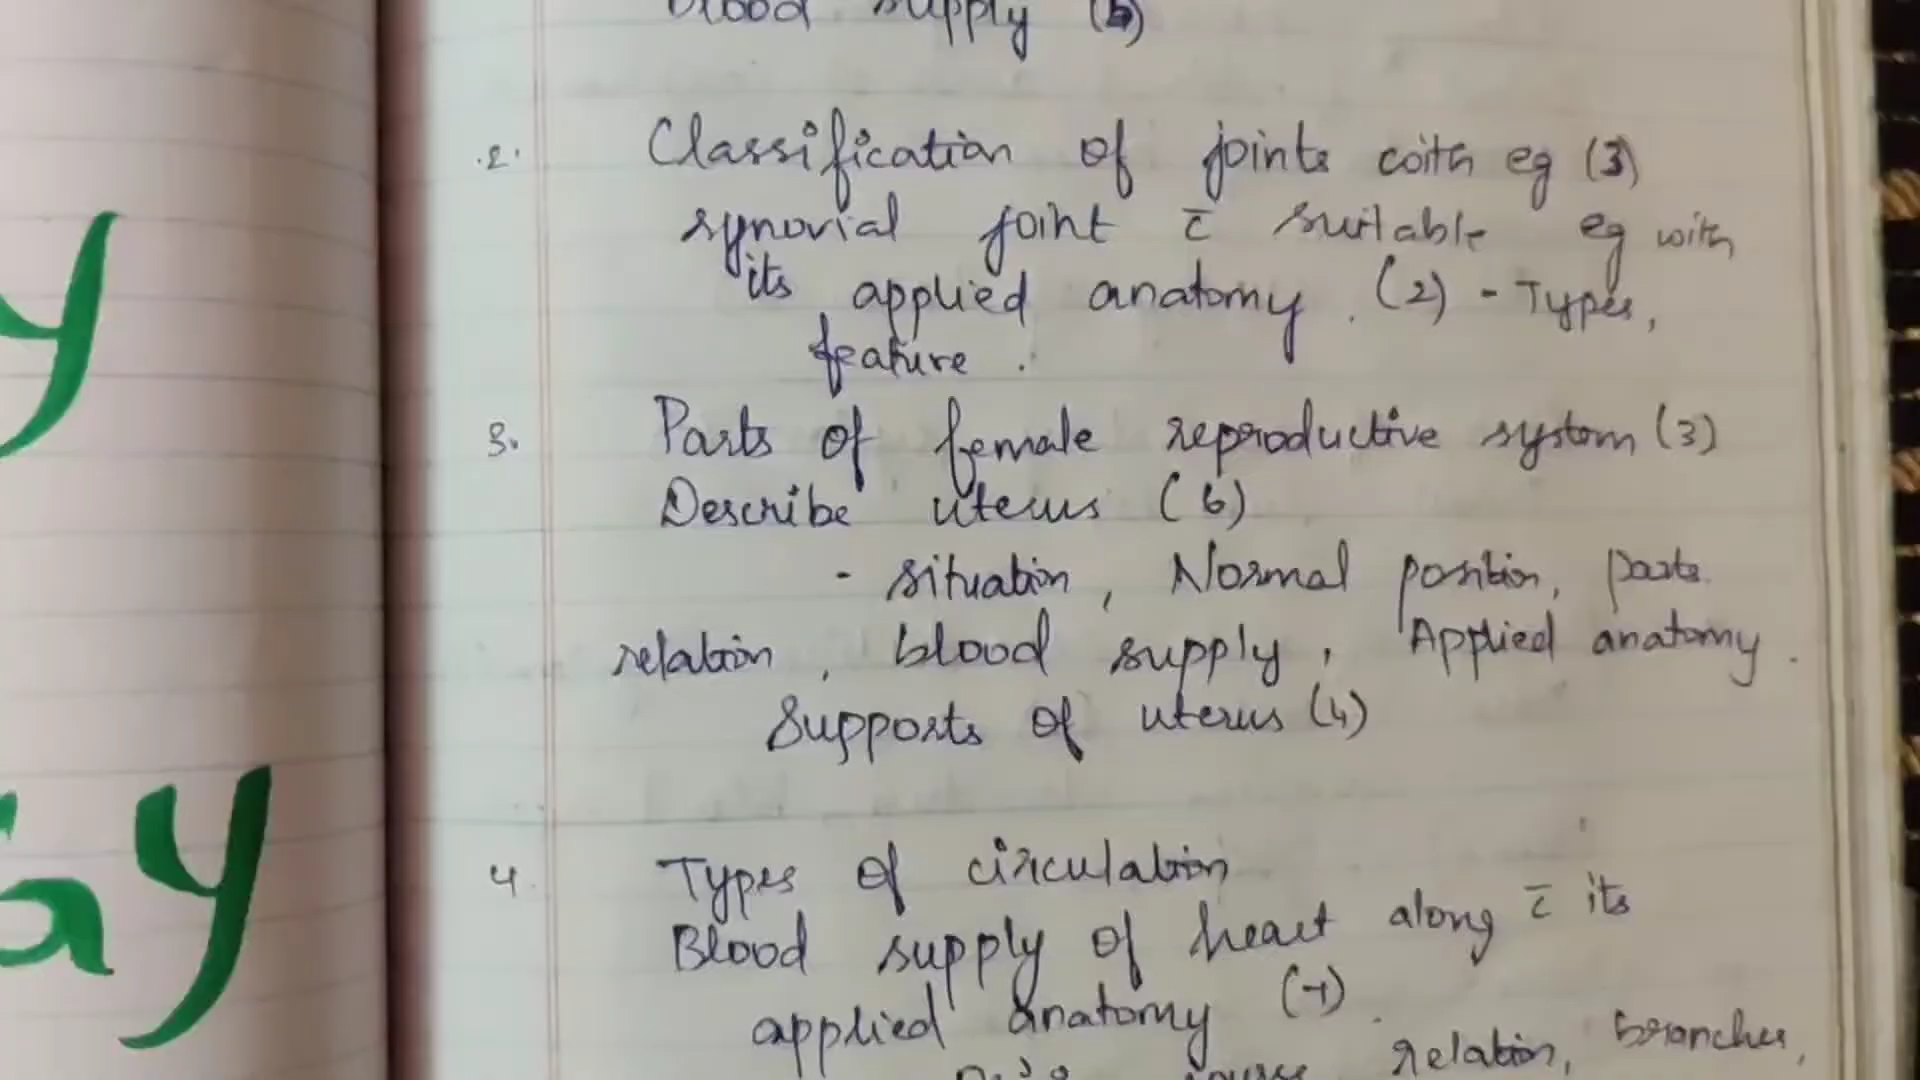 Blood supply (6)
2. Classification of joints with eg (3)
synovial joint c̄ suitable eg with
its applied anatomy. (2) - Types,
feature.
3. Parts of female reproductive system (3)
Describe uterus (6)
- situation, Normal position, parts.
relation, blood supply, Applied anatomy.
Supports of uterus (4)
4. Types of circulation
Blood supply of heart along c̄ its
applied anatomy
relation, branches,
y
ay